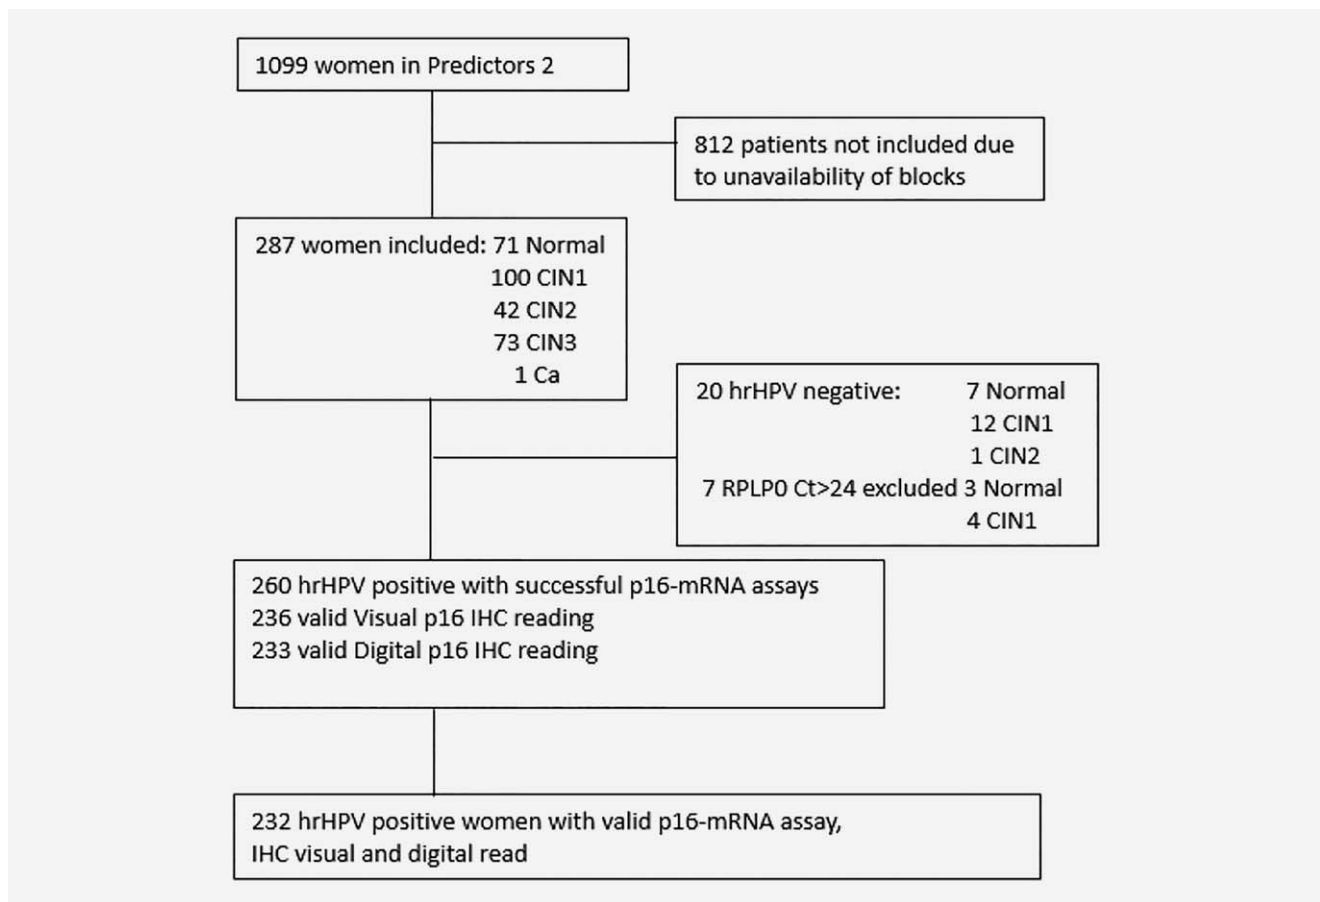 1099 women in Predictors 2
812 patients not included due
to unavailability of blocks
287 women included: 71 Normal
100 CIN1
42 CIN2
73 CIN3
1 Ca
20 hrHPV negative: 7 Normal
12 CIN1
1 CIN2
7 RPLP0 Ct>24 excluded 3 Normal
4 CIN1
260 hrHPV positive with successful p16-mRNA assays
236 valid Visual p16 IHC reading
233 valid Digital p16 IHC reading
232 hrHPV positive women with valid p16-mRNA assay,
IHC visual and digital read